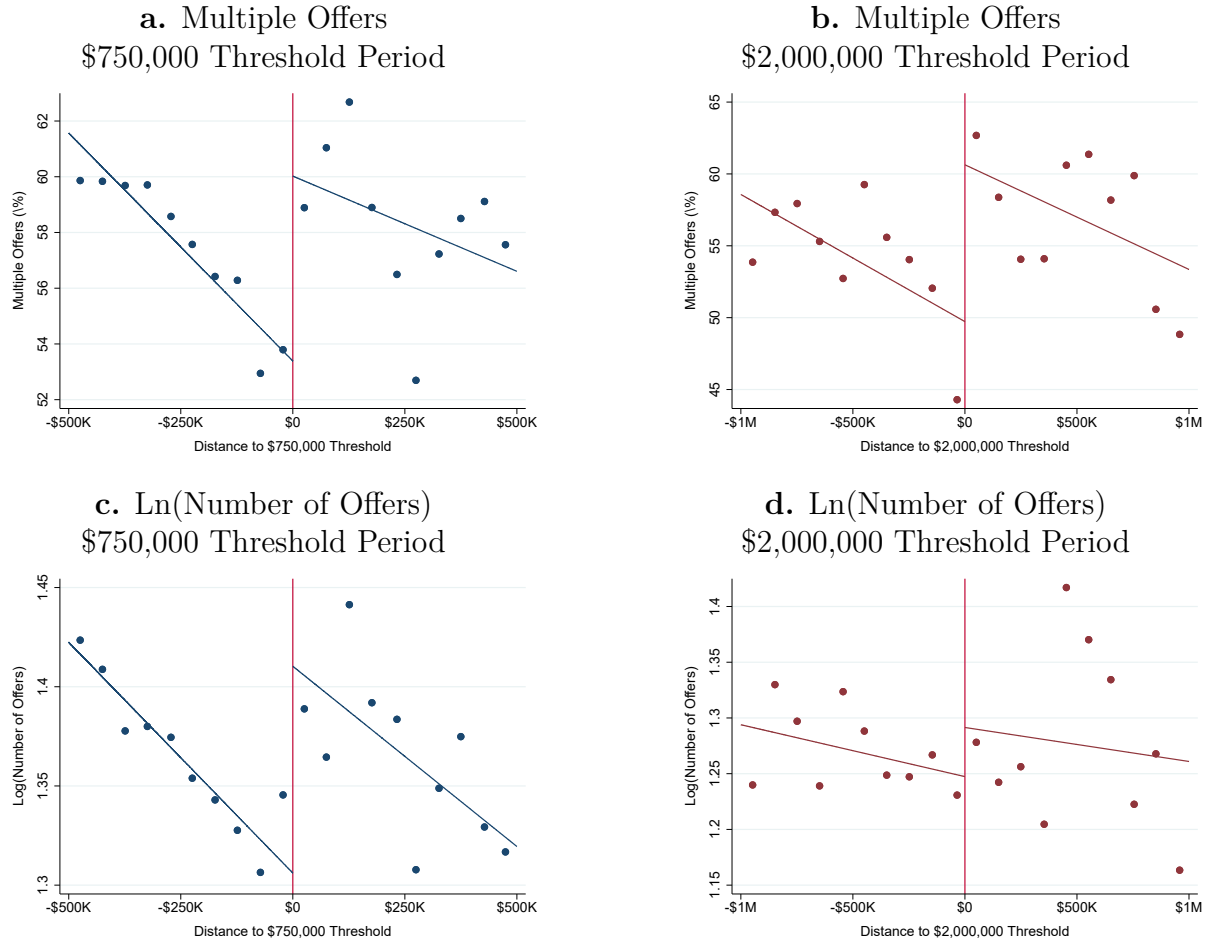 a. Multiple Offers
$750,000 Threshold Period
62
60
58
56
54
52
Multiple Offers (\%)
-$500K -$250K $0 $250K $500K
Distance to $750,000 Threshold
b. Multiple Offers
$2,000,000 Threshold Period
65
60
55
50
45
Multiple Offers (\%)
-$1M -$500K $0 $500K $1M
Distance to $2,000,000 Threshold
c. Ln(Number of Offers)
$750,000 Threshold Period
1.45
1.4
1.35
1.3
Log(Number of Offers)
-$500K -$250K $0 $250K $500K
Distance to $750,000 Threshold
d. Ln(Number of Offers)
$2,000,000 Threshold Period
1.4
1.35
1.3
1.25
1.2
1.15
Log(Number of Offers)
-$1M -$500K $0 $500K $1M
Distance to $2,000,000 Threshold